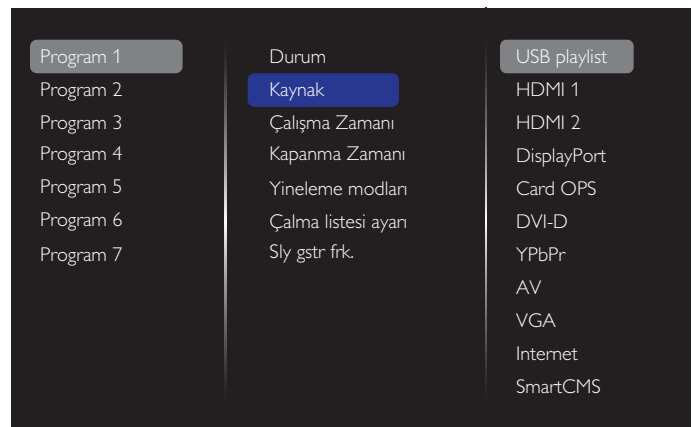 Program 1
Program 2
Program 3
Program 4
Program 5
Program 6
Program 7
Durum
Kaynak
Çalışma Zamanı
Kapanma Zamanı
Yineleme modları
Çalma listesi ayarı
Sly gstr frk.
USB playlist
HDMI 1
HDMI 2
DisplayPort
Card OPS
DVI-D
YPbPr
AV
VGA
Internet
SmartCMS